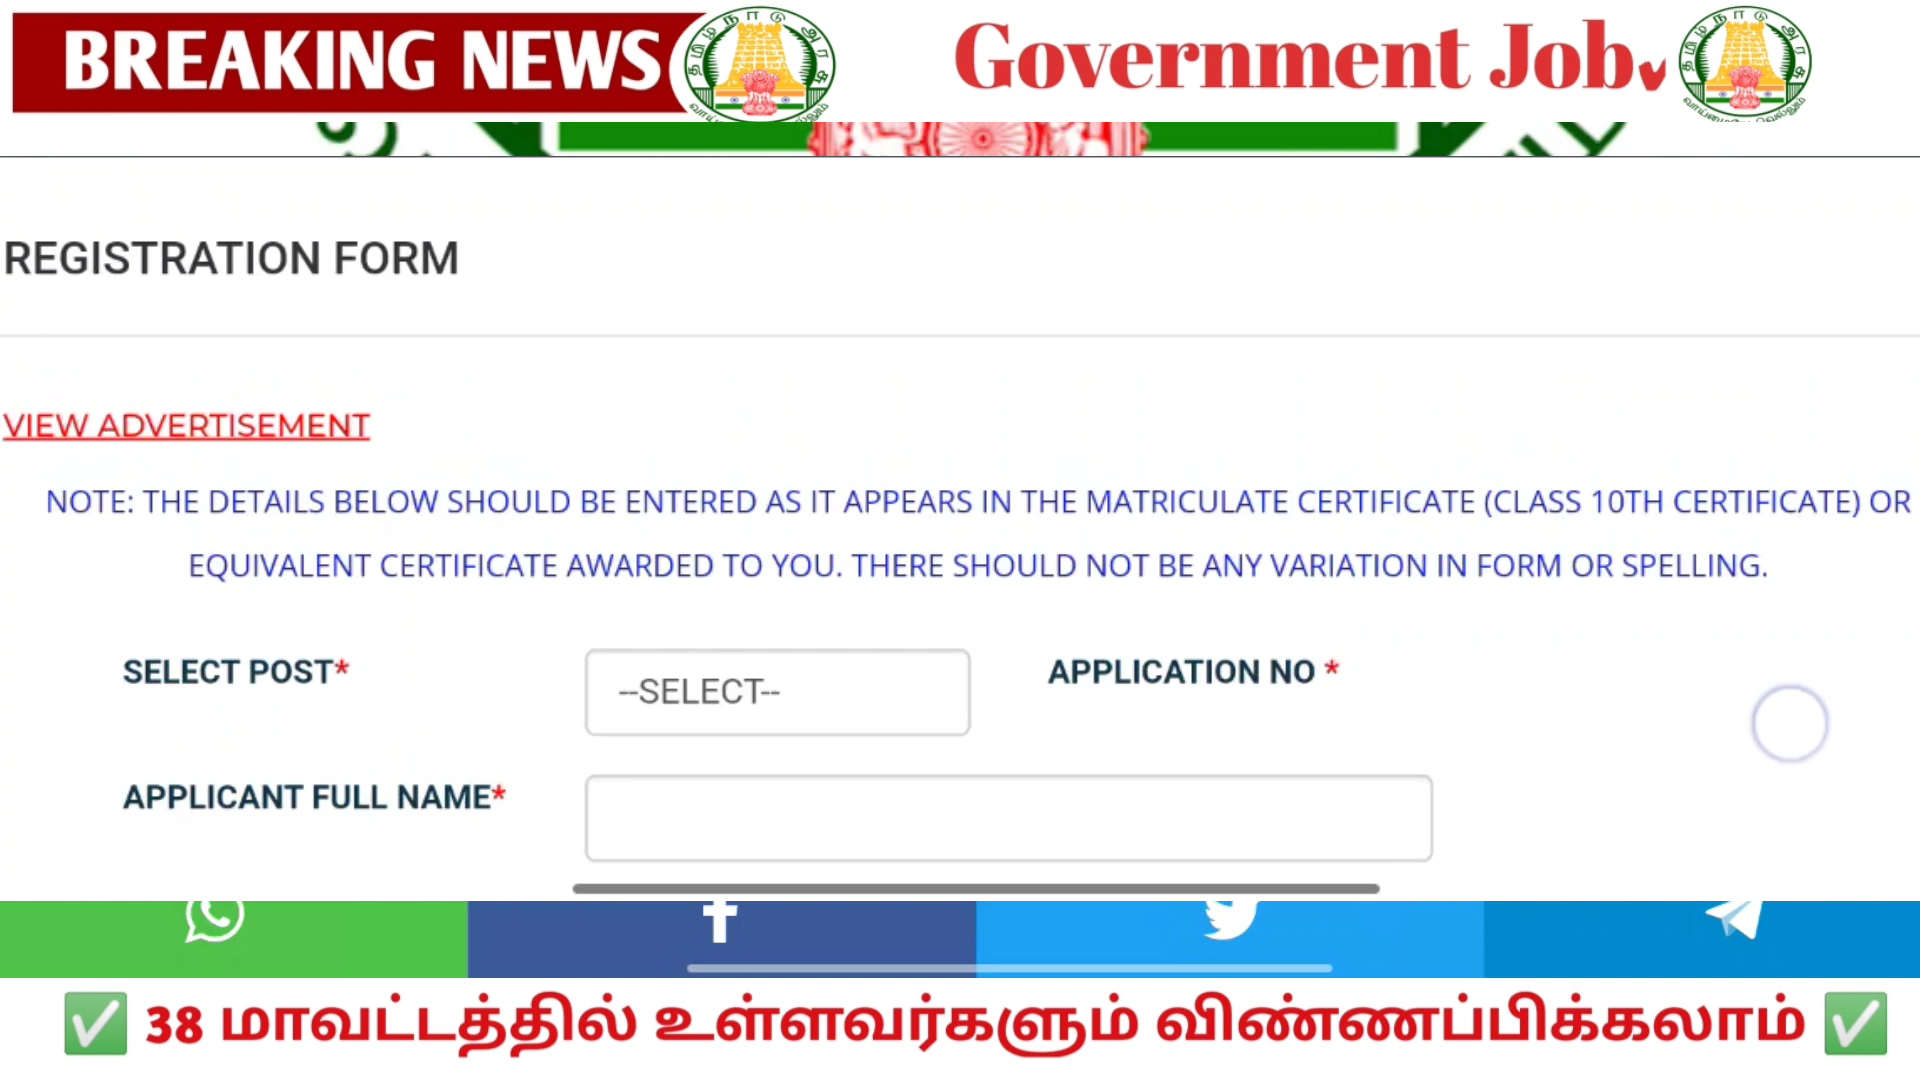 BREAKING NEWS
Government Job
REGISTRATION FORM
VIEW ADVERTISEMENT
NOTE: THE DETAILS BELOW SHOULD BE ENTERED AS IT APPEARS IN THE MATRICULATE CERTIFICATE (CLASS 10TH CERTIFICATE) OR
EQUIVALENT CERTIFICATE AWARDED TO YOU. THERE SHOULD NOT BE ANY VARIATION IN FORM OR SPELLING.
SELECT POST*
--SELECT--
APPLICATION NO *
APPLICANT FULL NAME*
✅ 38 மாவட்டத்தில் உள்ளவர்களும் விண்ணப்பிக்கலாம் ✅